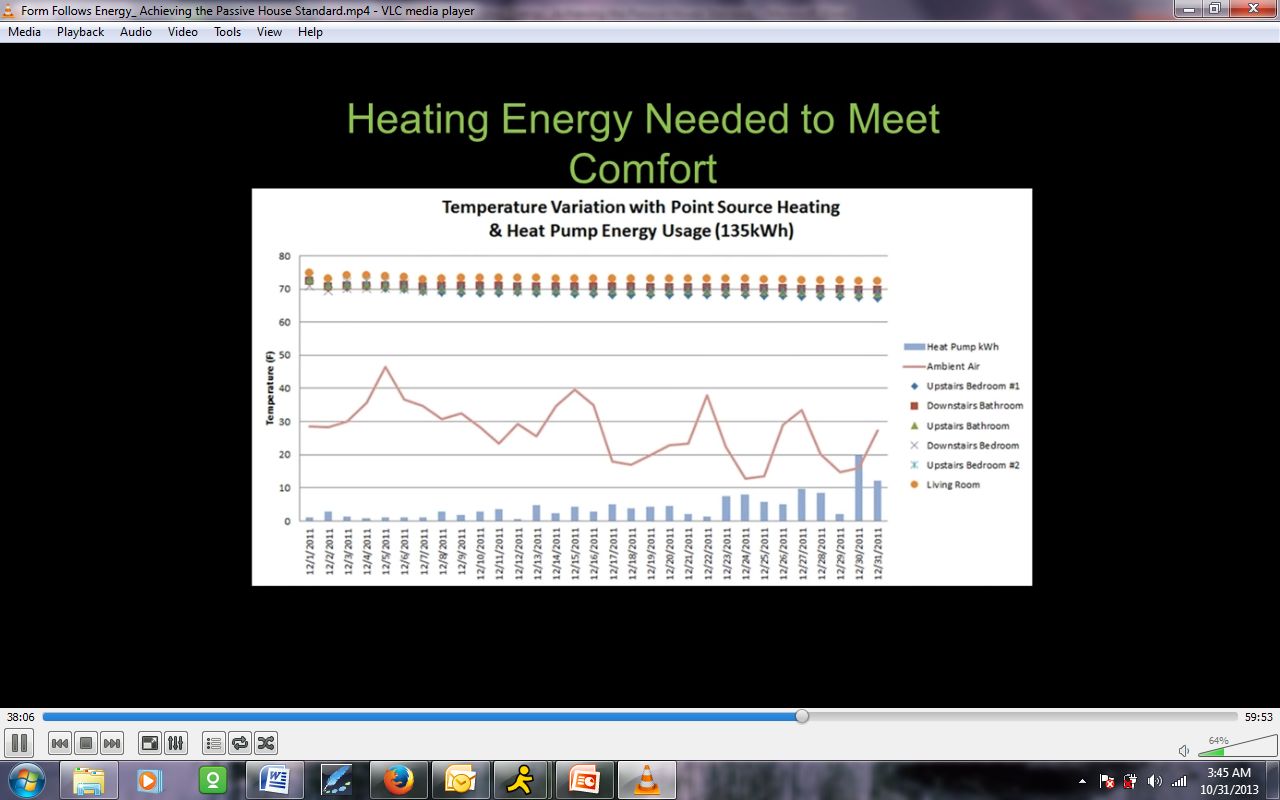 Form Follows Energy_ Achieving the Passive House Standard.mp4 - VLC media player
Media Playback Audio Video Tools View Help
Heating Energy Needed to Meet
Comfort
Temperature Variation with Point Source Heating
& Heat Pump Energy Usage (135kWh)
Temperature (F)
80
70
60
50
40
30
20
10
0
Heat Pump kWh
Ambient Air
Upstairs Bedroom #1
Downstairs Bathroom
Upstairs Bathroom
Downstairs Bedroom
Upstairs Bedroom #2
Living Room
12/1/2011
12/2/2011
12/3/2011
12/4/2011
12/5/2011
12/6/2011
12/7/2011
12/8/2011
12/9/2011
12/10/2011
12/11/2011
12/12/2011
12/13/2011
12/14/2011
12/15/2011
12/16/2011
12/17/2011
12/18/2011
12/19/2011
12/20/2011
12/21/2011
12/22/2011
12/23/2011
12/24/2011
12/25/2011
12/26/2011
12/27/2011
12/28/2011
12/29/2011
12/30/2011
12/31/2011
38:06
59:53
64%
3:45 AM
10/31/2013